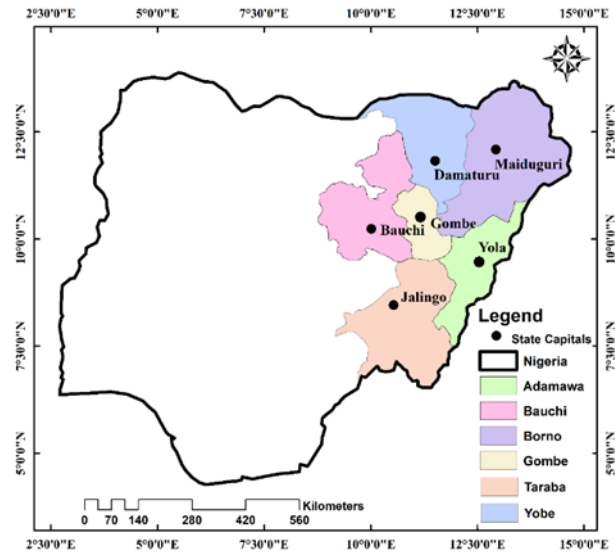 2°30'0"E 5°0'0"E 7°30'0"E 10°0'0"E 12°30'0"E 15°0'0"E
12°30'0"N 12°30'0"N
10°0'0"N 10°0'0"N
7°30'0"N 7°30'0"N
5°0'0"N 5°0'0"N
Maiduguri
Damaturu
Gombe
Bauchi
Yola
Jalingo
Legend
State Capitals
Nigeria
Adamawa
Bauchi
Borno
Gombe
Taraba
Yobe
Kilometers
0 70 140 280 420 560
2°30'0"E 5°0'0"E 7°30'0"E 10°0'0"E 12°30'0"E 15°0'0"E